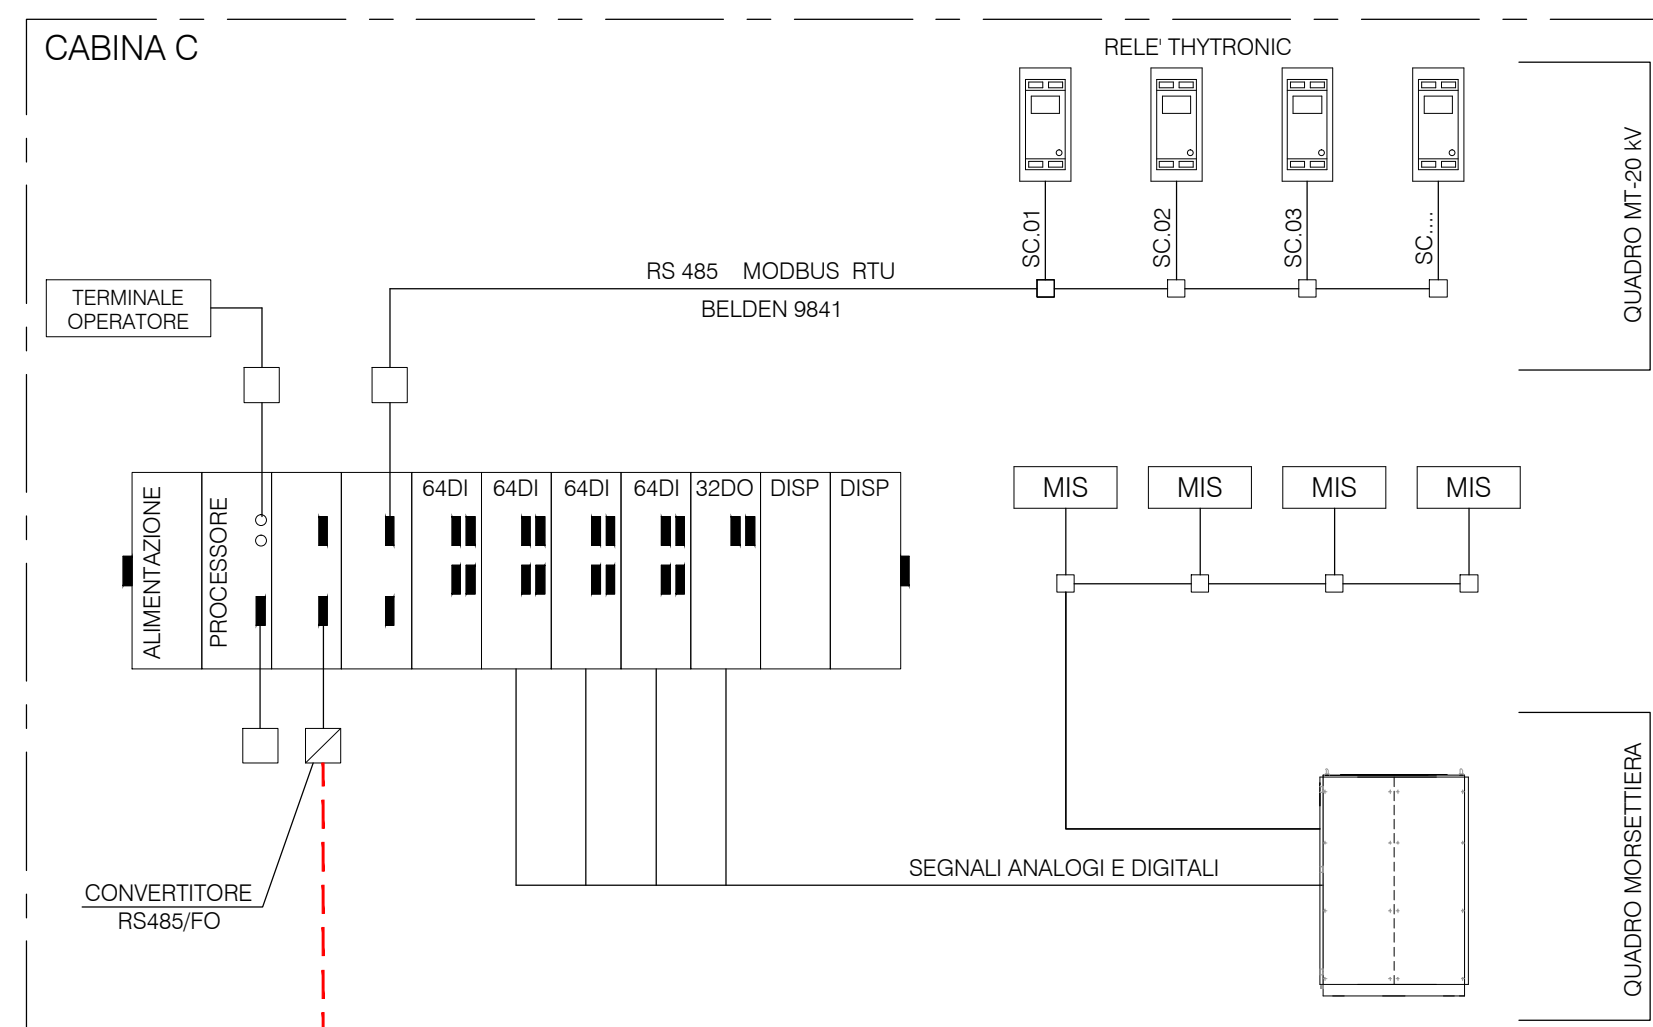 CABINA C
RELE' THYTRONIC
QUADRO MT-20 kV
SC.01
SC.02
SC.03
SC....
RS 485 MODBUS RTU
BELDEN 9841
TERMINALE
OPERATORE
ALIMENTAZIONE
PROCESSORE
64DI
64DI
64DI
64DI
32DO
DISP
DISP
MIS
MIS
MIS
MIS
SEGNALI ANALOGI E DIGITALI
CONVERTITORE
RS485/FO
QUADRO MORSETTIERA